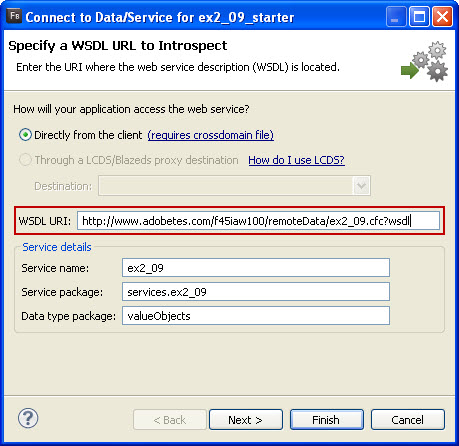 FB Connect to Data/Service for ex2_09_starter
Specify a WSDL URL to Introspect
Enter the URI where the web service description (WSDL) is located.
How will your application access the web service?
Directly from the client (requires crossdomain file)
Through a LCDS/Blazeds proxy destination How do I use LCDS?
Destination:
WSDL URI: http://www.adobetes.com/f45iaw100/remoteData/ex2_09.cfc?wsdl
Service details
Service name: ex2_09
Service package: services.ex2_09
Data type package: valueObjects
? < Back Next > Finish Cancel